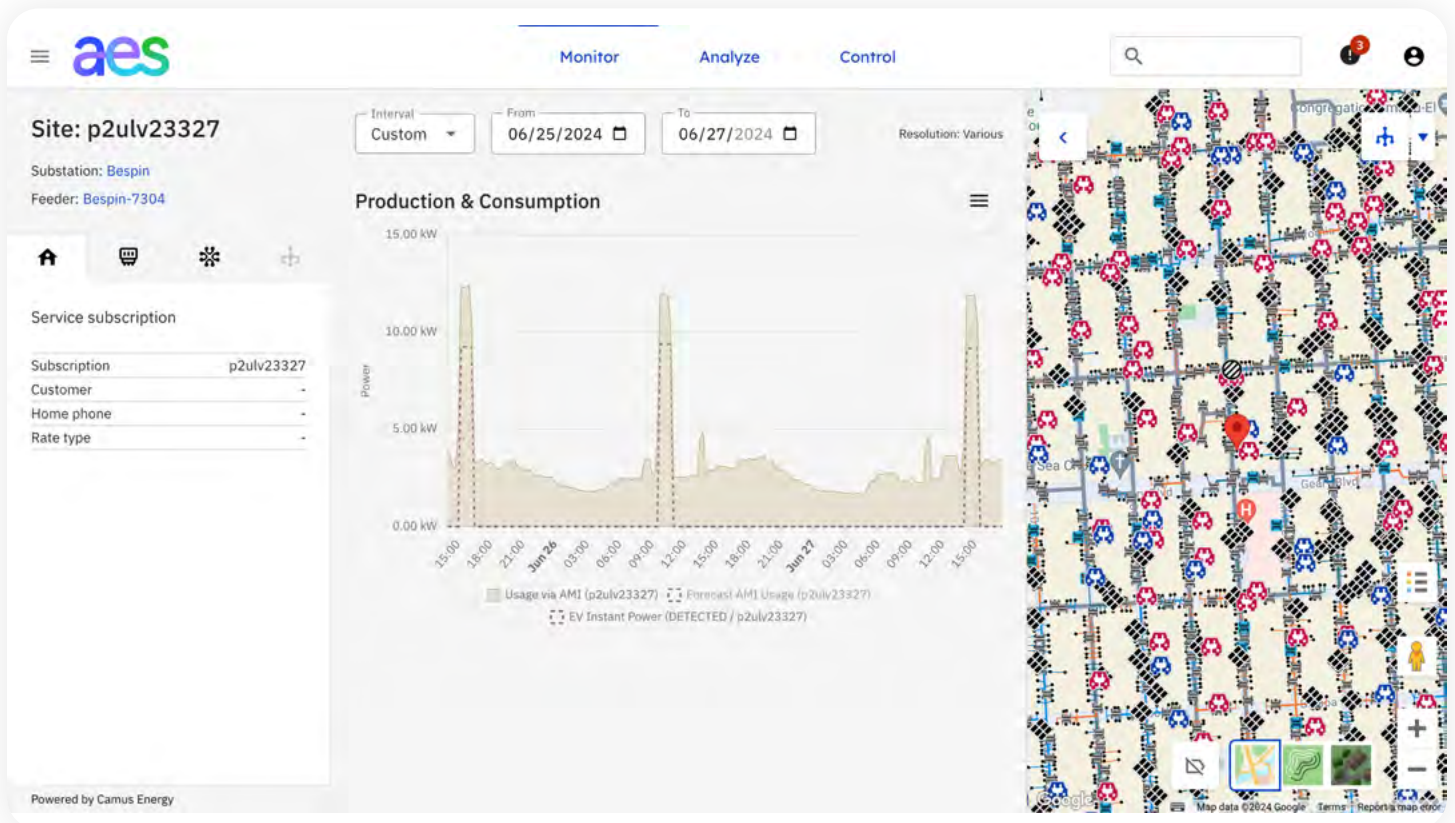 aes
Monitor
Analyze
Control
3
Site: p2ulv23327
Substation: Bespin
Feeder: Bespin-7304
Service subscription
Subscription p2ulv23327
Customer -
Home phone -
Rate type -
Powered by Camus Energy
Interval
Custom
From
06/25/2024
To
06/27/2024
Resolution: Various
Production & Consumption
15.00 kW
10.00 kW
5.00 kW
0.00 kW
Power
15:00 18:00 21:00 Jun 26 03:00 06:00 09:00 12:00 15:00 18:00 21:00 Jun 27 03:00 06:00 09:00 12:00 15:00
Usage via AMI (p2ulv23327) Forecast AMI Usage (p2ulv23327)
EV Instant Power (DETECTED / p2ulv23327)
H
Google
Map data ©2024 Google Terms Report a map error